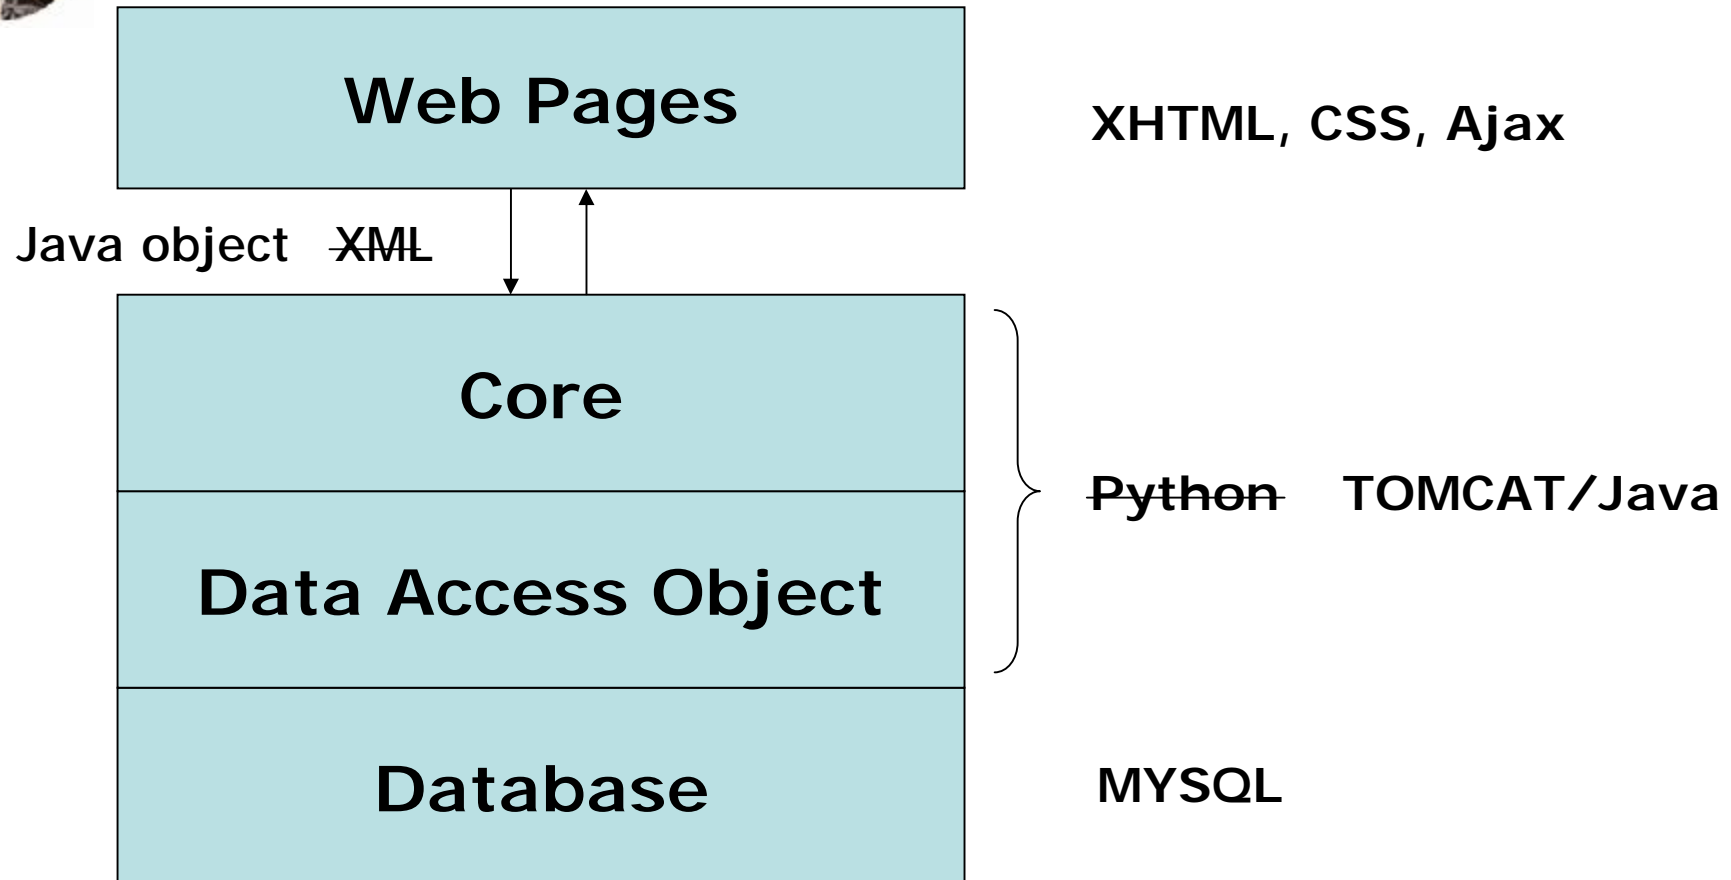 Web Pages
XHTML, CSS, Ajax
Java object XML
Core
Python TOMCAT/Java
Data Access Object
Database
MYSQL